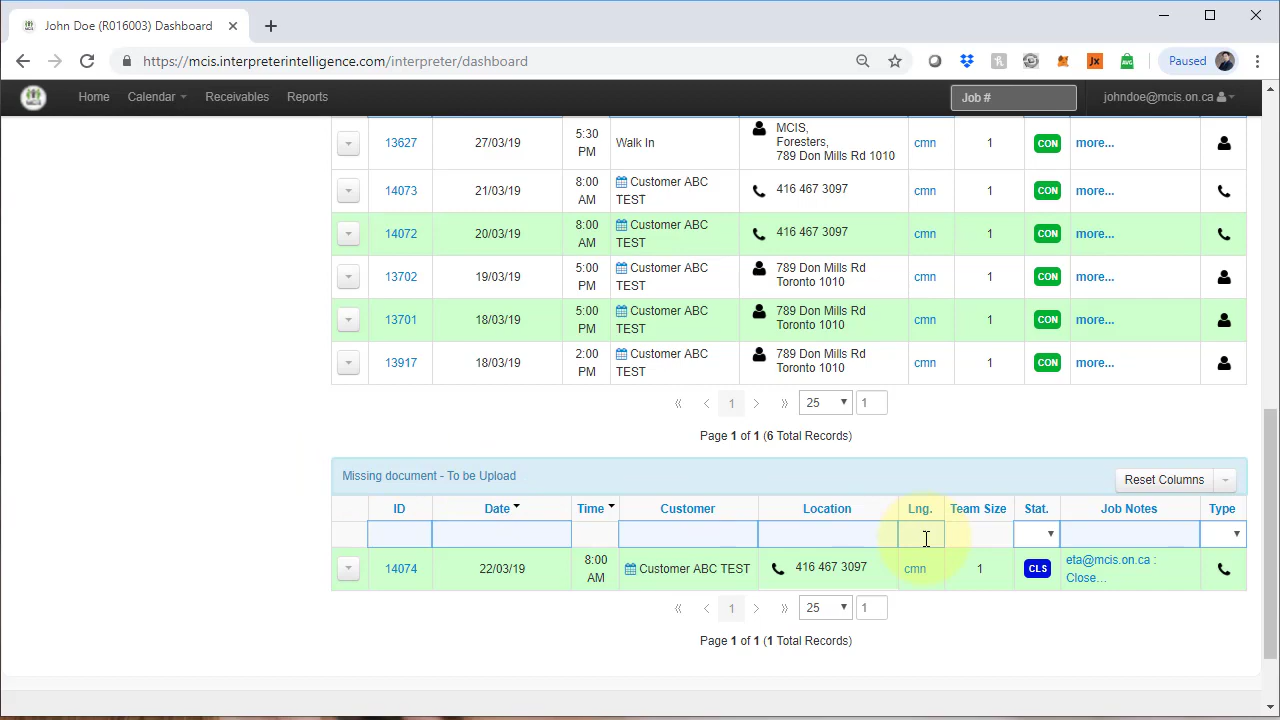 John Doe (R016003) Dashboard
https://mcis.interpreterintelligence.com/interpreter/dashboard
Paused
Home Calendar Receivables Reports Job # johndoe@mcis.on.ca
13627 27/03/19 5:30 PM Walk In MCIS, Foresters, 789 Don Mills Rd 1010 cmn 1 CON more...
14073 21/03/19 8:00 AM Customer ABC TEST 416 467 3097 cmn 1 CON more...
14072 20/03/19 8:00 AM Customer ABC TEST 416 467 3097 cmn 1 CON more...
13702 19/03/19 5:00 PM Customer ABC TEST 789 Don Mills Rd Toronto 1010 cmn 1 CON more...
13701 18/03/19 5:00 PM Customer ABC TEST 789 Don Mills Rd Toronto 1010 cmn 1 CON more...
13917 18/03/19 2:00 PM Customer ABC TEST 789 Don Mills Rd Toronto 1010 cmn 1 CON more...
1 25 1
Page 1 of 1 (6 Total Records)
Missing document - To be Upload Reset Columns
ID Date Time Customer Location Lng. Team Size Stat. Job Notes Type
14074 22/03/19 8:00 AM Customer ABC TEST 416 467 3097 cmn 1 CLS eta@mcis.on.ca : Close...
1 25 1
Page 1 of 1 (1 Total Records)